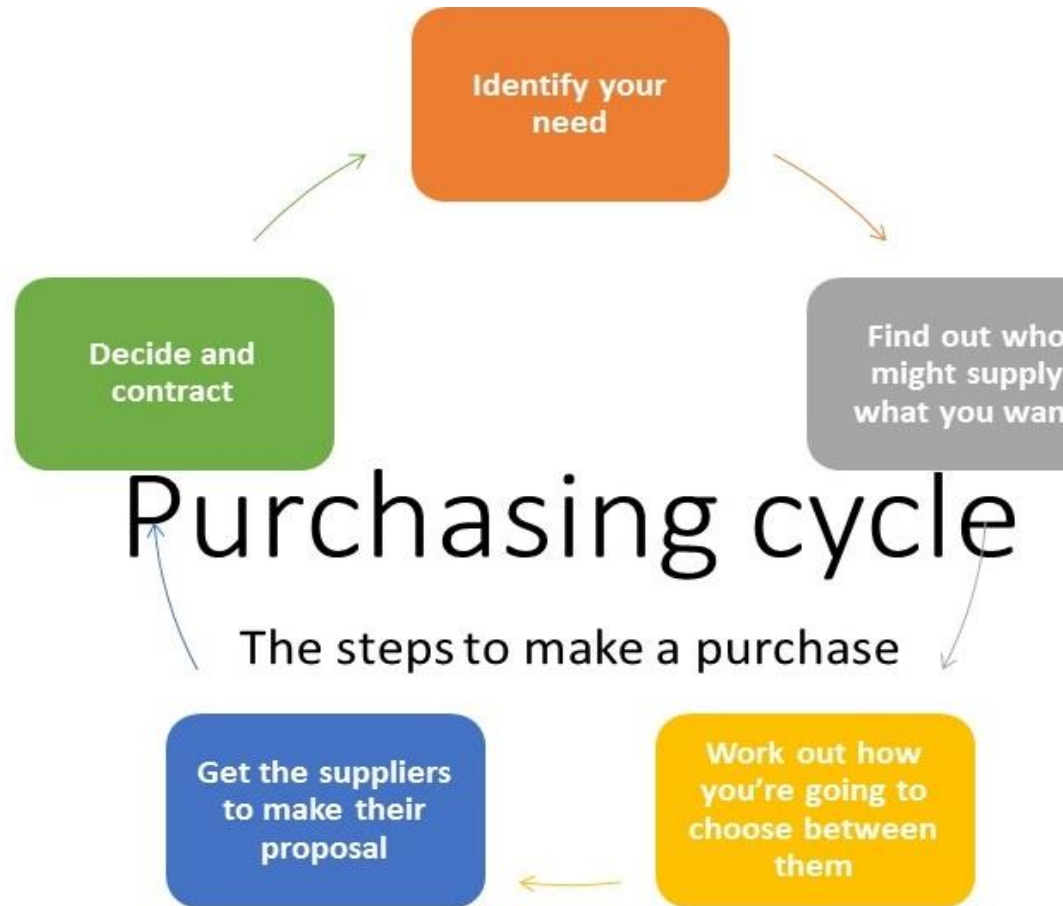 Identify your
need
Decide and
contract
Find out who
might supply
what you wan
Purchasing cycle
The steps to make a purchase
Get the suppliers
to make their
proposal
Work out how
you’re going to
choose between
them